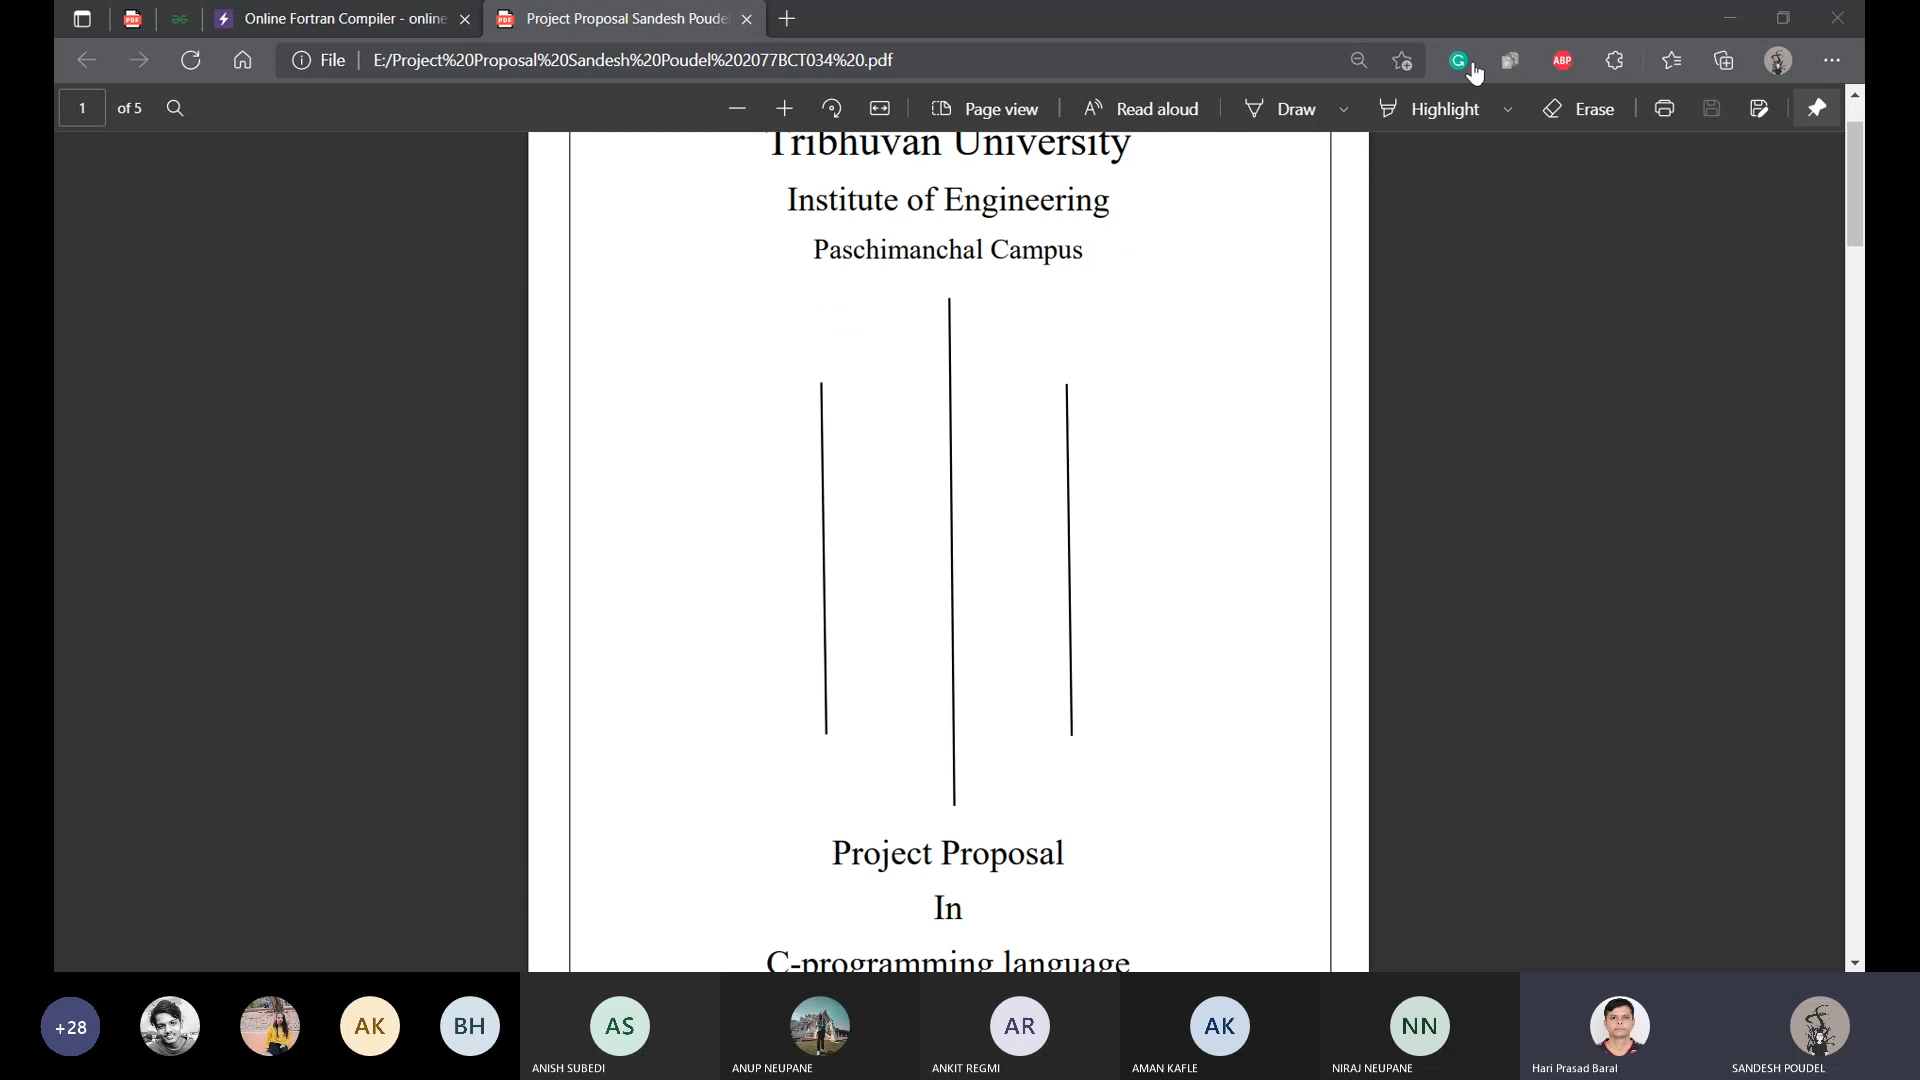 Online Fortran Compiler - online
Project Proposal Sandesh Poudel
File
E:/Project%20Proposal%20Sandesh%20Poudel%202077BCT034%20.pdf
ABP
1 of 5
Page view
Read aloud
Draw
Highlight
Erase
Tribhuvan University
Institute of Engineering
Paschimanchal Campus
Project Proposal
In
C-programming language
+28
AK
BH
AS
AR
AK
NN
ANISH SUBEDI
ANUP NEUPANE
ANKIT REGMI
AMAN KAFLE
NIRAJ NEUPANE
Hari Prasad Baral
SANDESH POUDEL